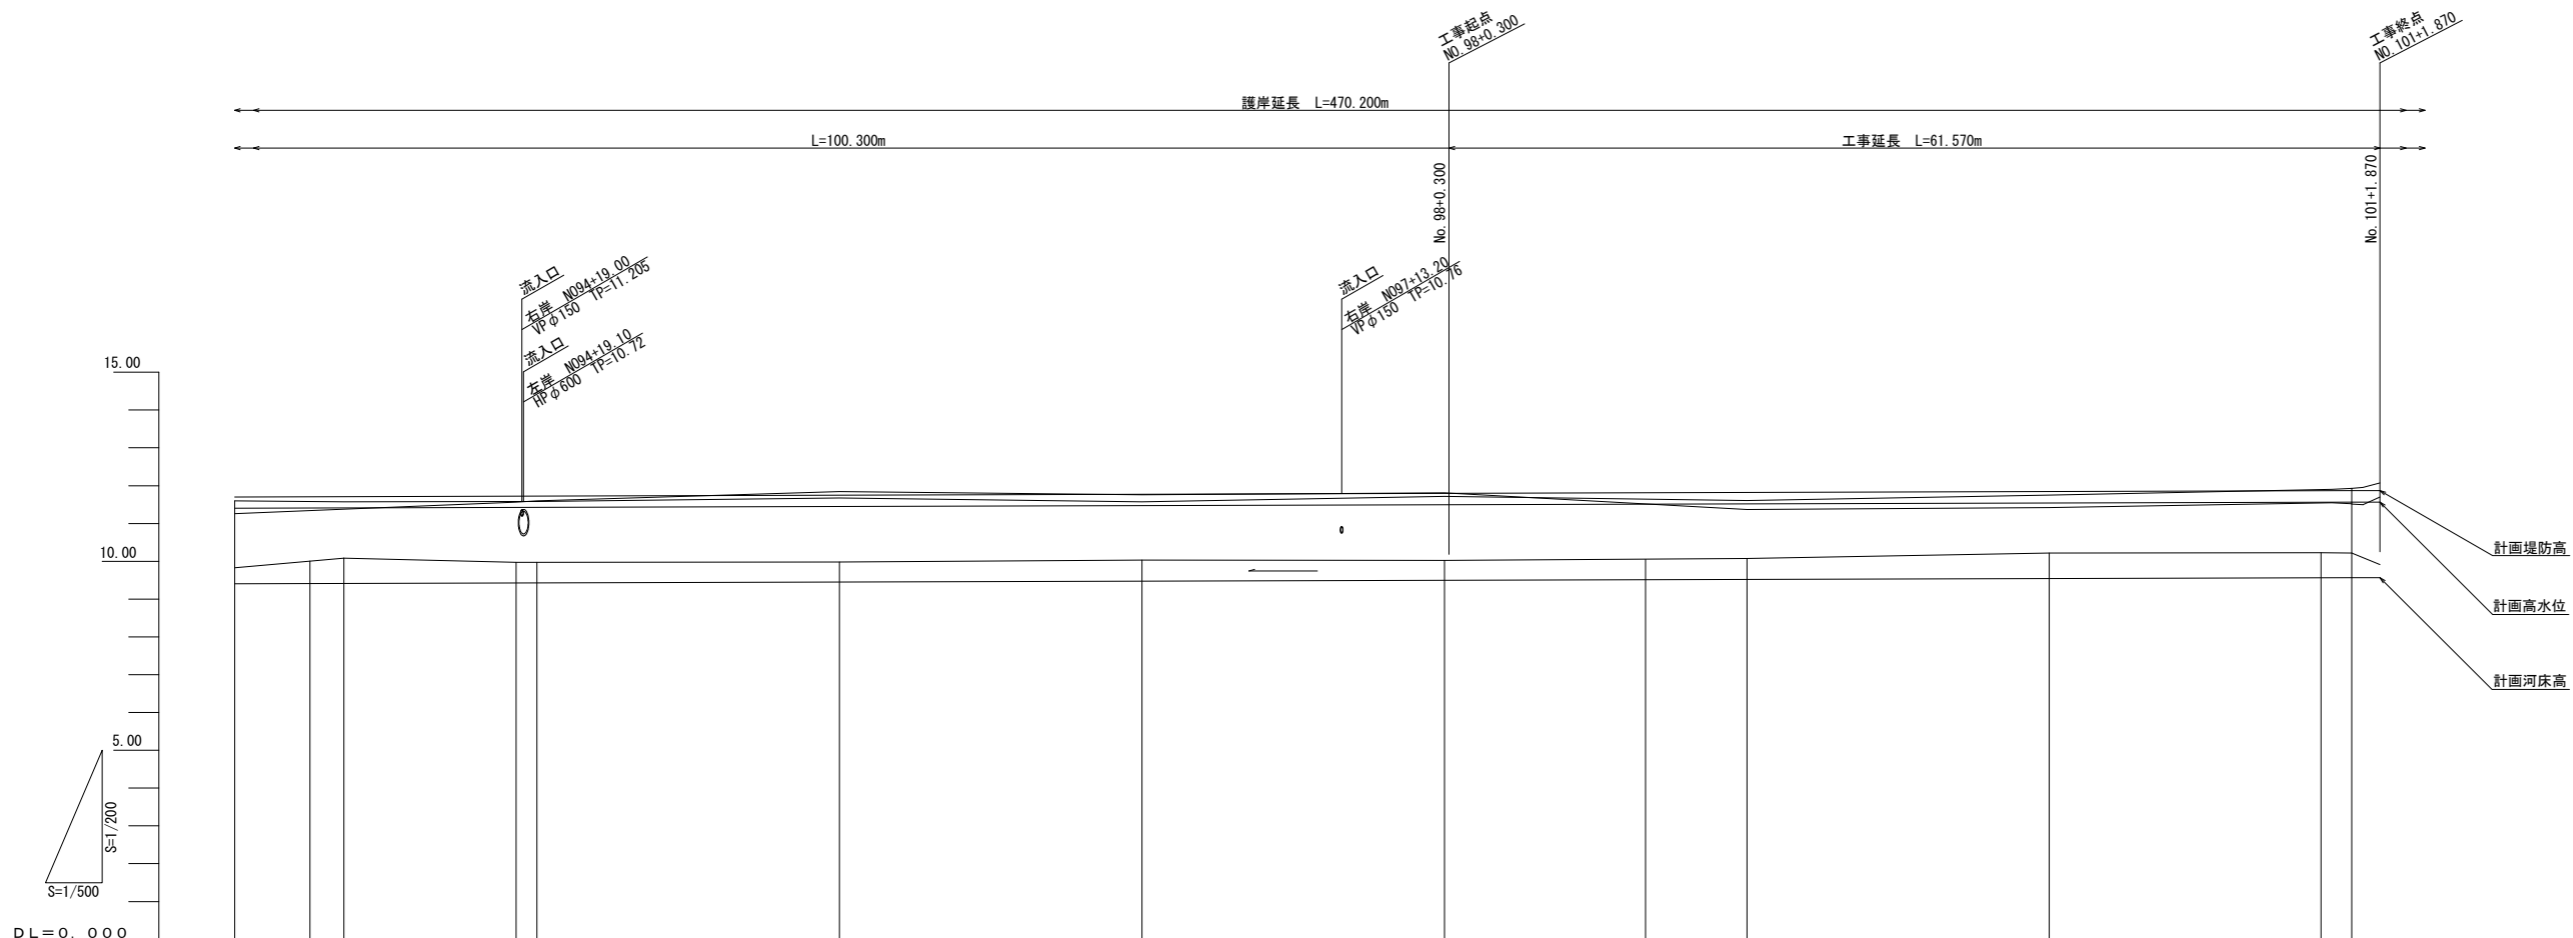 工事起点
NO.98+0.300
工事終点
NO.101+1.870
護岸延長 L=470.200m
L=100.300m
工事延長 L=61.570m
No.98+0.300
No.101+1.870
流入口
右岸 NO94+19.00
VPφ150 TP=11.205
流入口
左岸 NO94+19.10
HPφ600 TP=10.72
流入口
右岸 NO97+13.20
VPφ150 TP=10.76
15.00
10.00
5.00
計画堤防高
計画高水位
計画河床高
S=1/200
S=1/500
DL=0.000